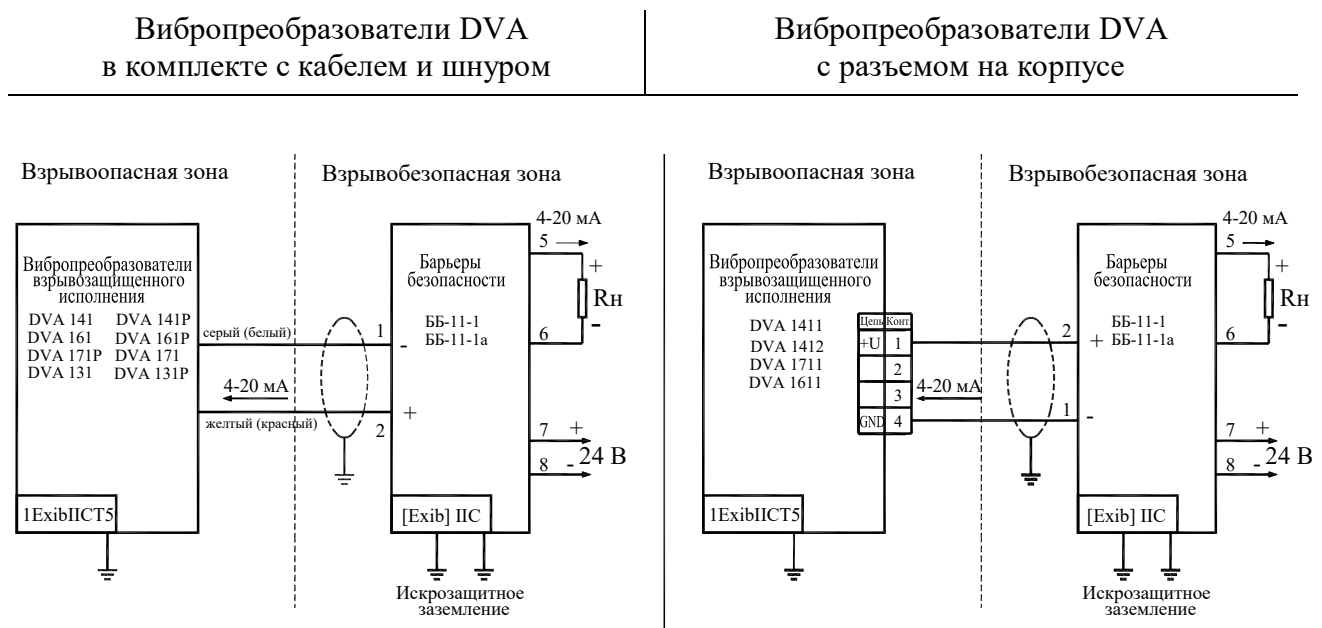 Вибропреобразователи DVA
в комплекте с кабелем и шнуром
Вибропреобразователи DVA
с разъемом на корпусе
Взрывоопасная зона
Взрывобезопасная зона
Вибропреобразователи
взрывозащищенного
исполнения
DVA 141 DVA 141P
DVA 161 DVA 161P
DVA 171P DVA 171
DVA 131 DVA 131P
1ExibIICT5
серый (белый)
4-20 мА
желтый (красный)
1
-
+
2
Барьеры
безопасности
ББ-11-1
ББ-11-1а
[Exib] IIC
4-20 мА
5
+
Rн
-
6
7 +
24 В
8 -
Искрозащитное
заземление
Взрывоопасная зона
Взрывобезопасная зона
Вибропреобразователи
взрывозащищенного
исполнения
DVA 1411
DVA 1412
DVA 1711
DVA 1611
1ExibIICT5
Цепь Конт
+U 1
2
3
GND 4
4-20 мА
2
+
1
-
Барьеры
безопасности
ББ-11-1
ББ-11-1а
[Exib] IIC
4-20 мА
5
+
Rн
-
6
7 +
24 В
8 -
Искрозащитное
заземление